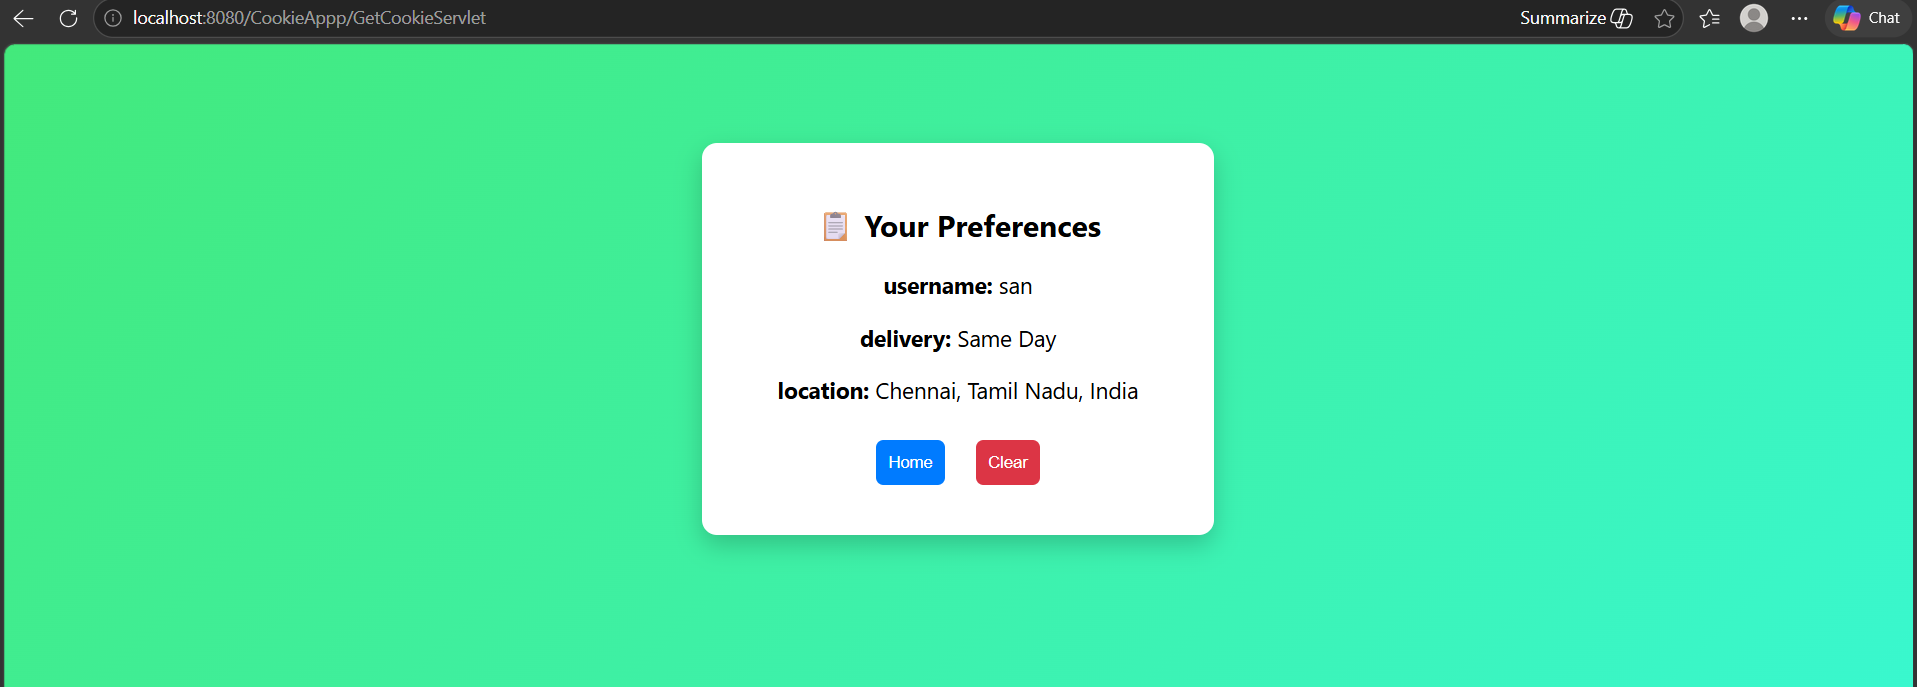 localhost:8080/CookieAppp/GetCookieServlet
Summarize
Chat
📋 Your Preferences
username: san
delivery: Same Day
location: Chennai, Tamil Nadu, India
Home Clear